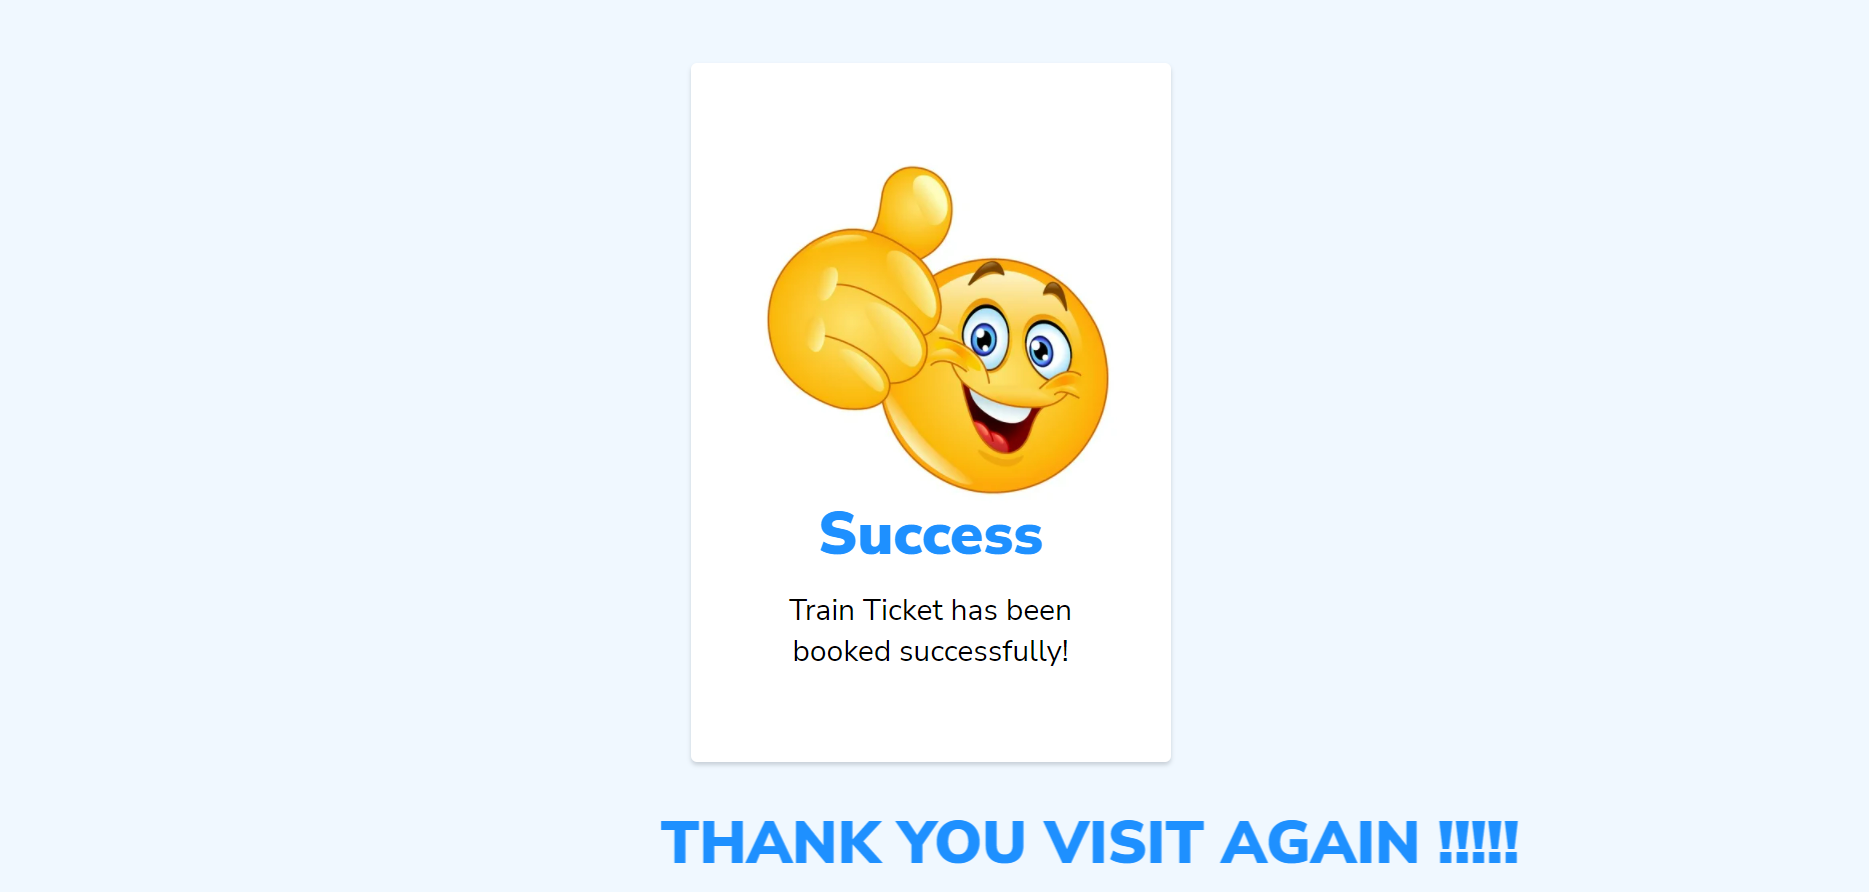 Success
Train Ticket has been
booked successfully!
THANK YOU VISIT AGAIN !!!!!